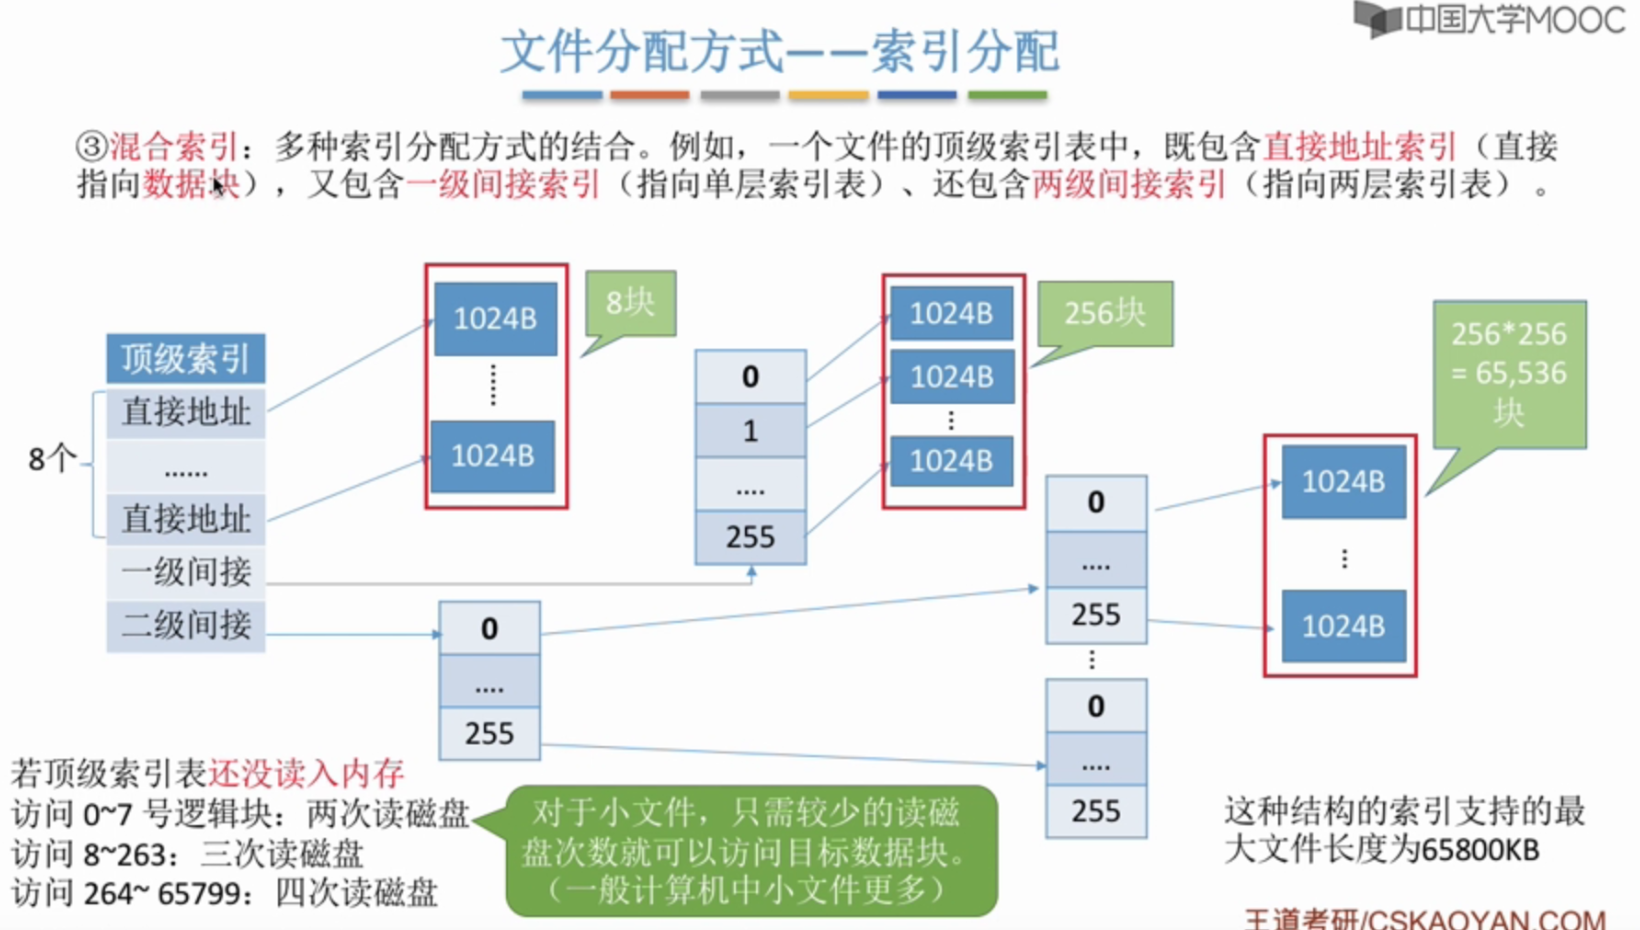 中国大学MOOC
文件分配方式——索引分配
③混合索引：多种索引分配方式的结合。例如，一个文件的顶级索引表中，既包含直接地址索引（直接
指向数据块），又包含一级间接索引（指向单层索引表）、还包含两级间接索引（指向两层索引表）。
顶级索引
8个
直接地址
......
直接地址
一级间接
二级间接
1024B
1024B
8块
0
1
....
255
1024B
1024B
1024B
256块
0
....
255
0
....
255
0
....
255
1024B
1024B
256*256
= 65,536
块
若顶级索引表还没读入内存
访问 0~7 号逻辑块：两次读磁盘
访问 8~263：三次读磁盘
访问 264~ 65799：四次读磁盘
对于小文件，只需较少的读磁
盘次数就可以访问目标数据块。
（一般计算机中小文件更多）
这种结构的索引支持的最
大文件长度为65800KB
王道考研/CSKAOYAN.COM